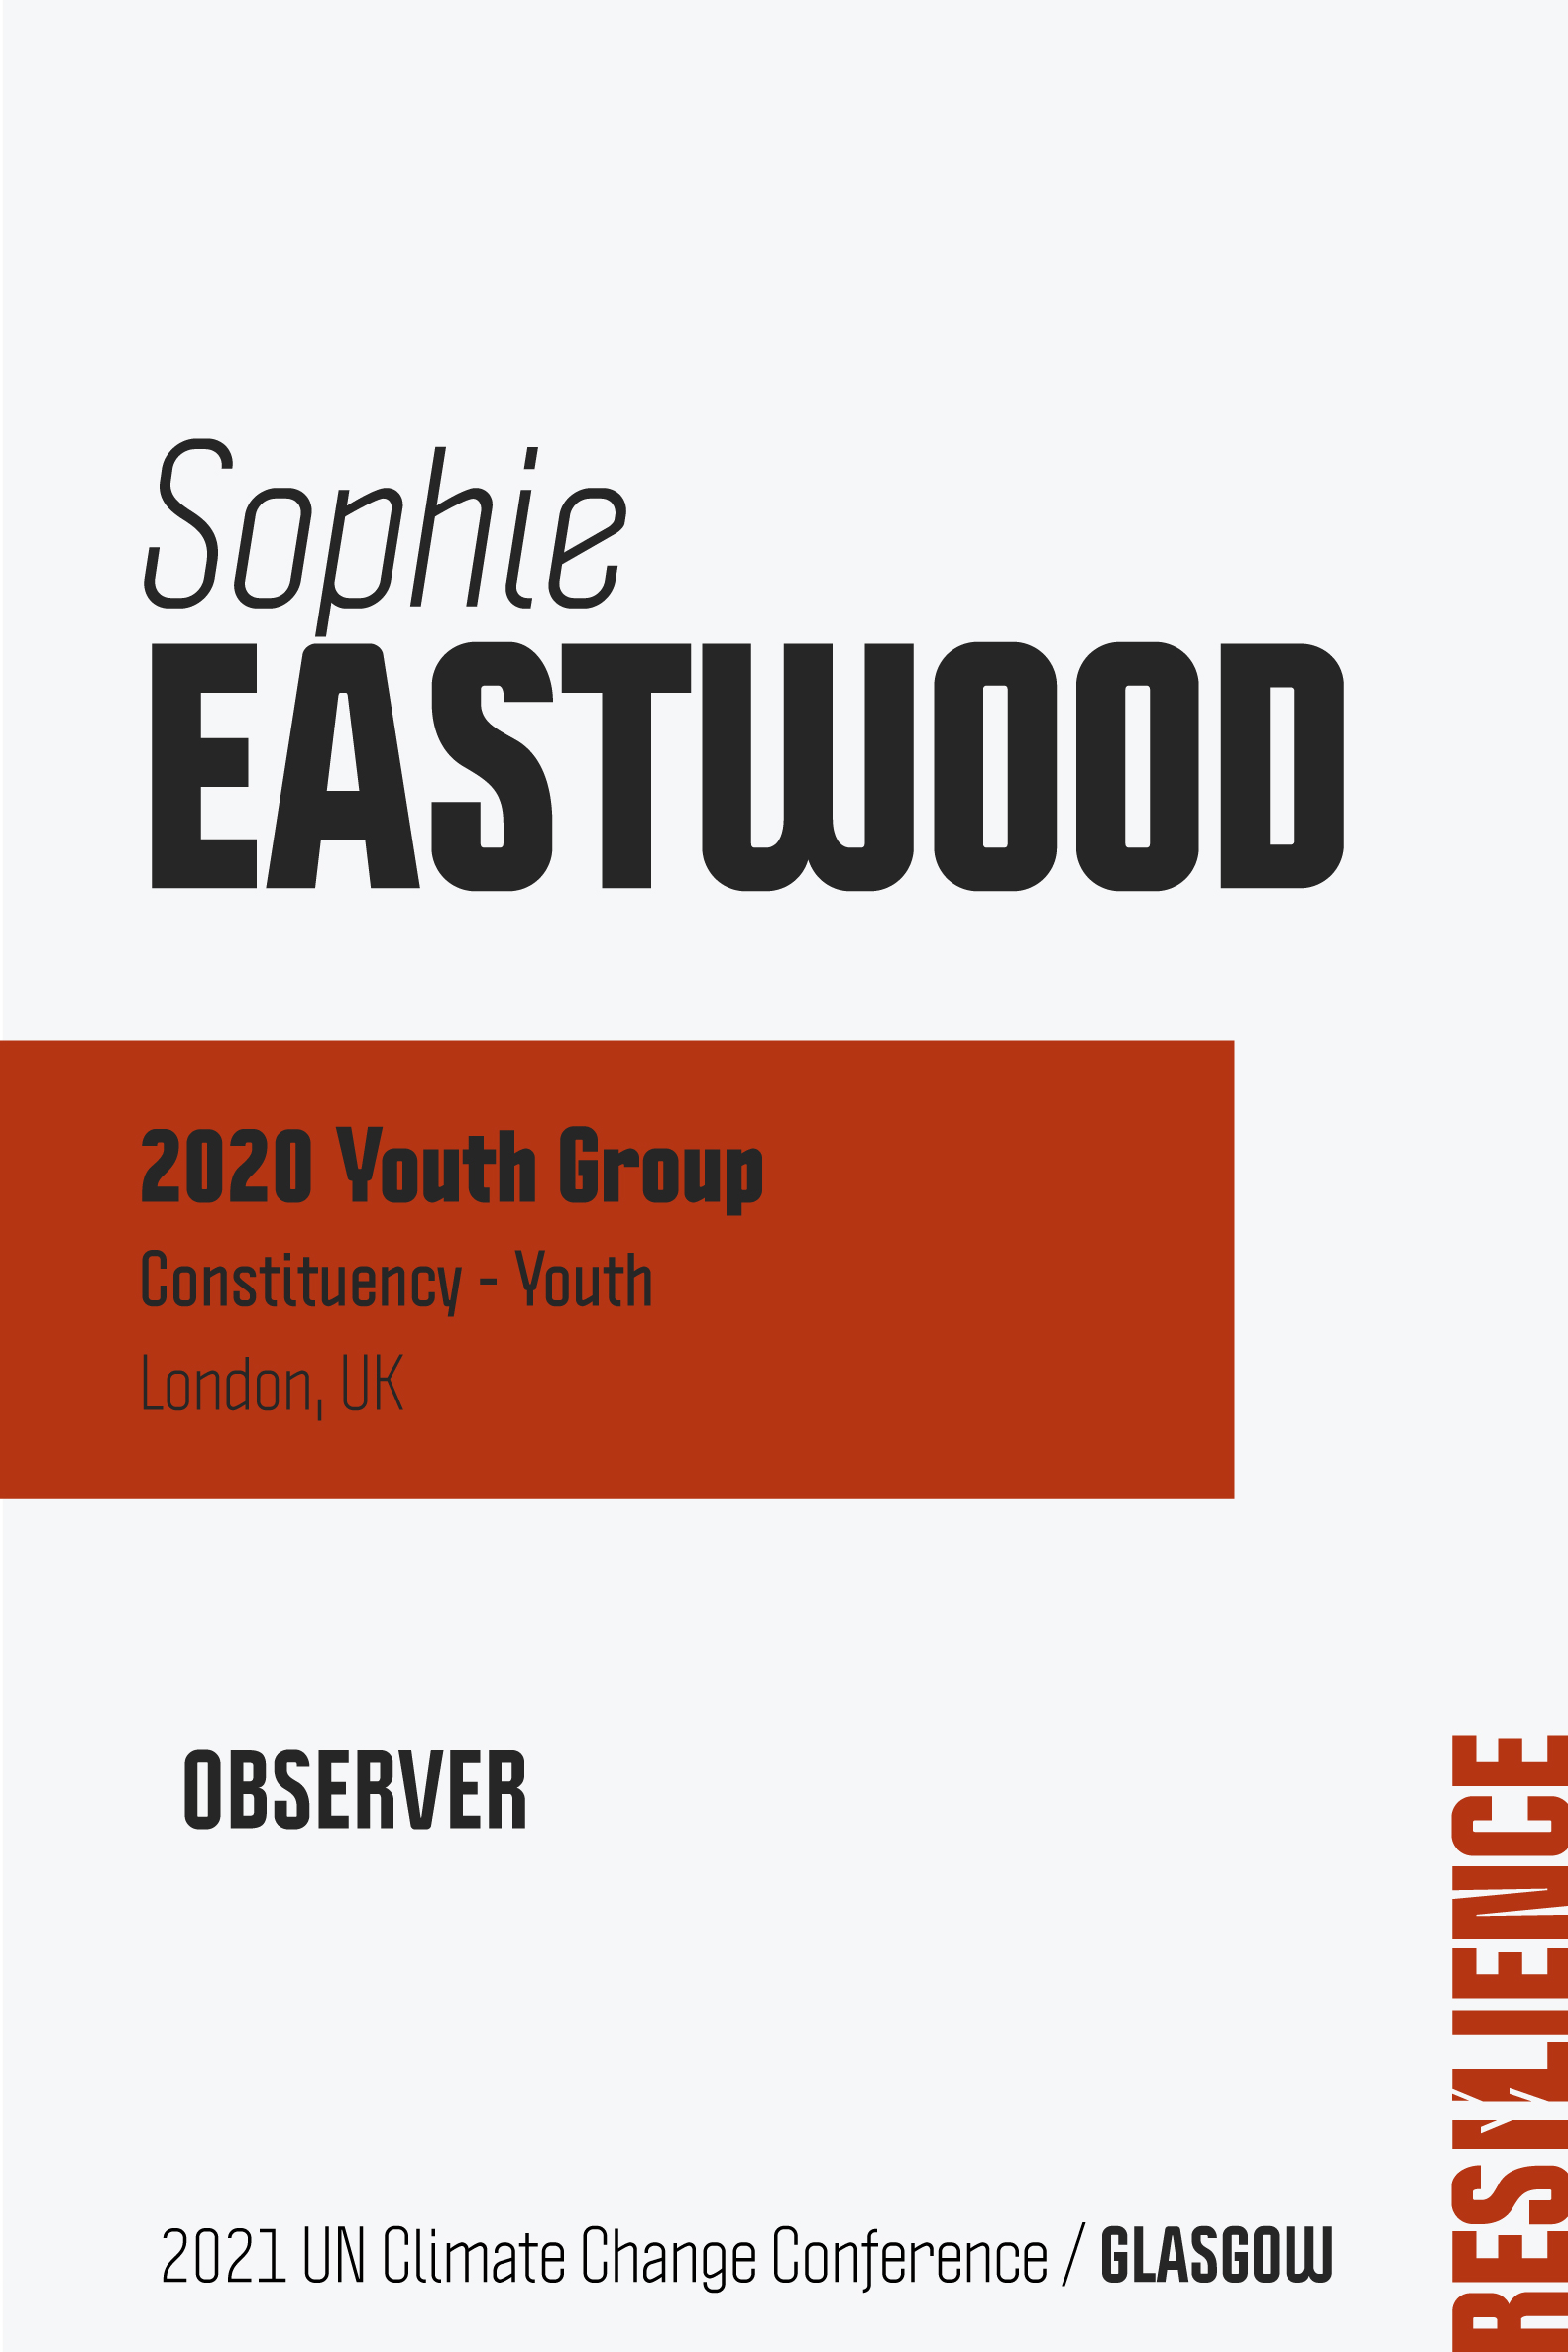 Sophie
EASTWOOD
2020 Youth Group
Constituency - Youth
London, UK
OBSERVER
RESILIENCE
2021 UN Climate Change Conference / GLASGOW